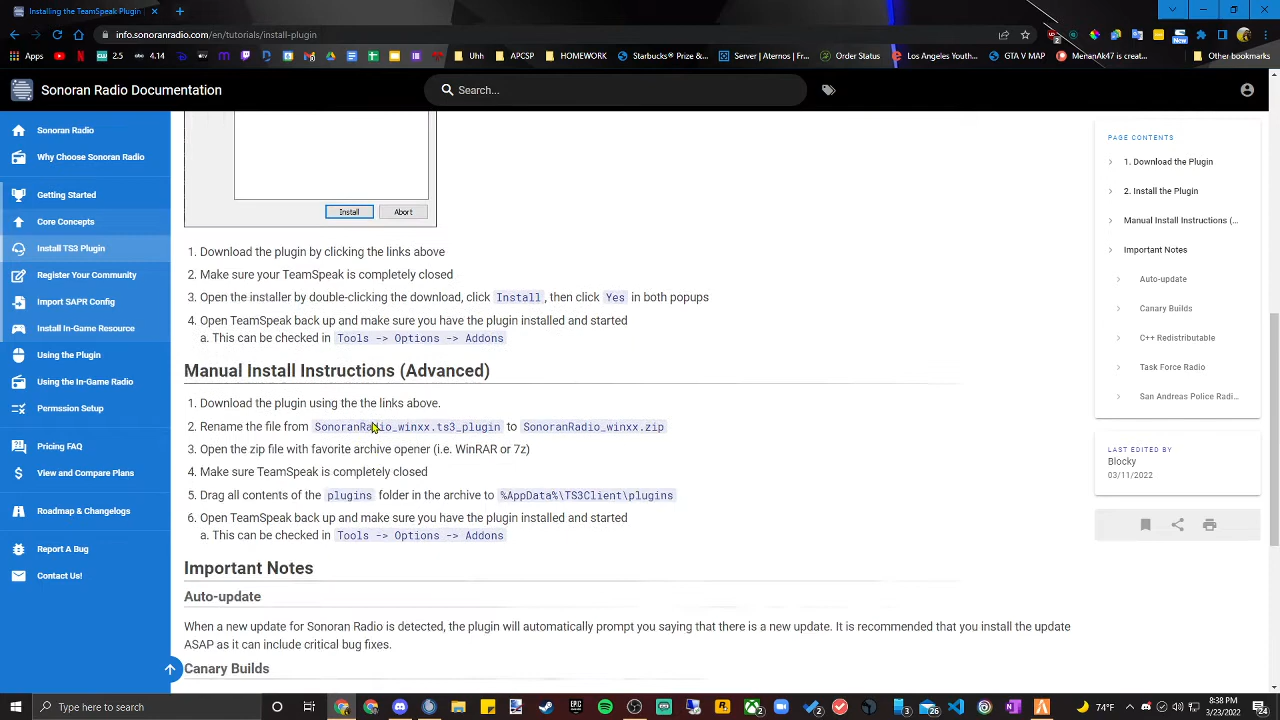 Installing the TeamSpeak Plugin
info.sonoranradio.com/en/tutorials/install-plugin
Apps
2.5
4.14
Uhh
APCSP
HOMEWORK
Starbucks® Prize &...
Server | Aternos | F...
Order Status
Los Angeles Youth...
GTA V MAP
MenanAk47 is creat...
Other bookmarks
Sonoran Radio Documentation
Search...
Sonoran Radio
Why Choose Sonoran Radio
Getting Started
Core Concepts
Install TS3 Plugin
Register Your Community
Import SAPR Config
Install In-Game Resource
Using the Plugin
Using the In-Game Radio
Permssion Setup
Pricing FAQ
View and Compare Plans
Roadmap & Changelogs
Report A Bug
Contact Us!
Install Abort
1. Download the plugin by clicking the links above
2. Make sure your TeamSpeak is completely closed
3. Open the installer by double-clicking the download, click Install, then click Yes in both popups
4. Open TeamSpeak back up and make sure you have the plugin installed and started
a. This can be checked in Tools -> Options -> Addons
Manual Install Instructions (Advanced)
1. Download the plugin using the the links above.
2. Rename the file from SonoranRadio_winxx.ts3_plugin to SonoranRadio_winxx.zip
3. Open the zip file with favorite archive opener (i.e. WinRAR or 7z)
4. Make sure TeamSpeak is completely closed
5. Drag all contents of the plugins folder in the archive to %AppData%\TS3Client\plugins
6. Open TeamSpeak back up and make sure you have the plugin installed and started
a. This can be checked in Tools -> Options -> Addons
Important Notes
Auto-update
When a new update for Sonoran Radio is detected, the plugin will automatically prompt you saying that there is a new update. It is recommended that you install the update
ASAP as it can include critical bug fixes.
Canary Builds
PAGE CONTENTS
1. Download the Plugin
2. Install the Plugin
Manual Install Instructions (...
Important Notes
Auto-update
Canary Builds
C++ Redistributable
Task Force Radio
San Andreas Police Radi...
LAST EDITED BY
Blocky
03/11/2022
Type here to search
74°F
8:38 PM
3/23/2022